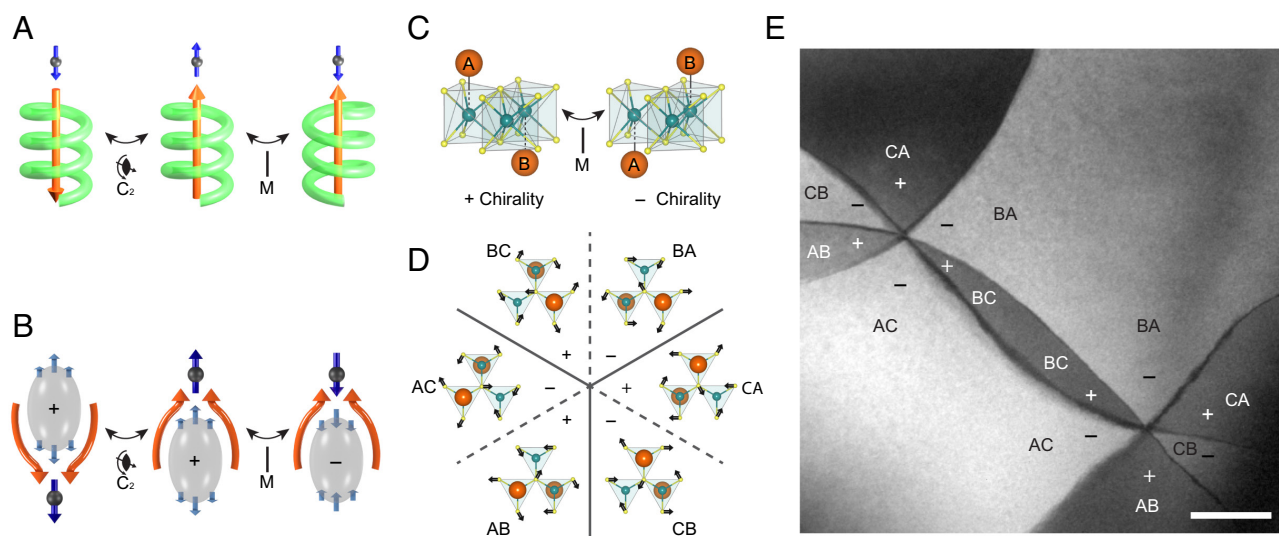 A
C₂
M
B
+
+
−
C₂
M
C
A
B
B
A
M
+ Chirality
− Chirality
D
BC
BA
+
−
AC
−
+
CA
+
−
AB
CB
E
CA
+
CB
−
−
BA
AB
+
+
−
BC
AC
BA
BC
−
+
CA
+
AC
−
CB
−
+
AB